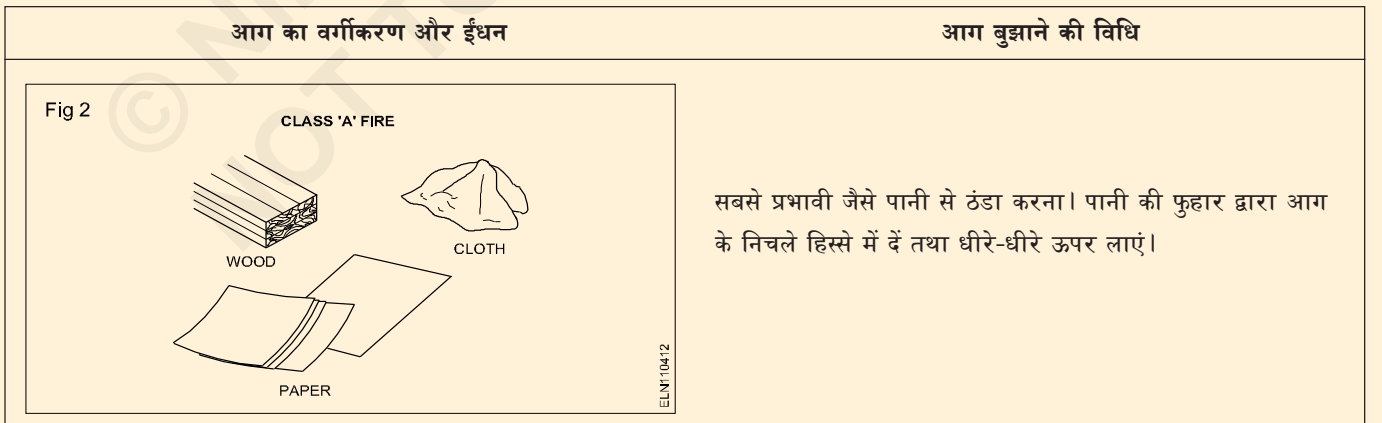 आग का वर्गीकरण और ईंधन
आग बुझाने की विधि
Fig 2
CLASS 'A' FIRE
WOOD
CLOTH
PAPER
ELN110412
सबसे प्रभावी जैसे पानी से ठंडा करना। पानी की फुहार द्वारा आग
के निचले हिस्से में दें तथा धीरे-धीरे ऊपर लाएं।